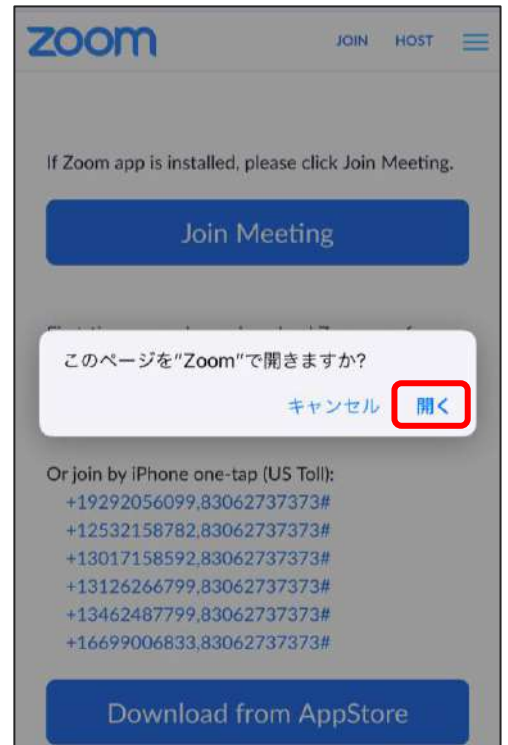 zoom
JOIN HOST
If Zoom app is installed, please click Join Meeting.
Join Meeting
このページを"Zoom"で開きますか?
キャンセル 開く
Or join by iPhone one-tap (US Toll):
+19292056099,83062737373#
+12532158782,83062737373#
+13017158592,83062737373#
+13126266799,83062737373#
+13462487799,83062737373#
+16699006833,83062737373#
Download from AppStore